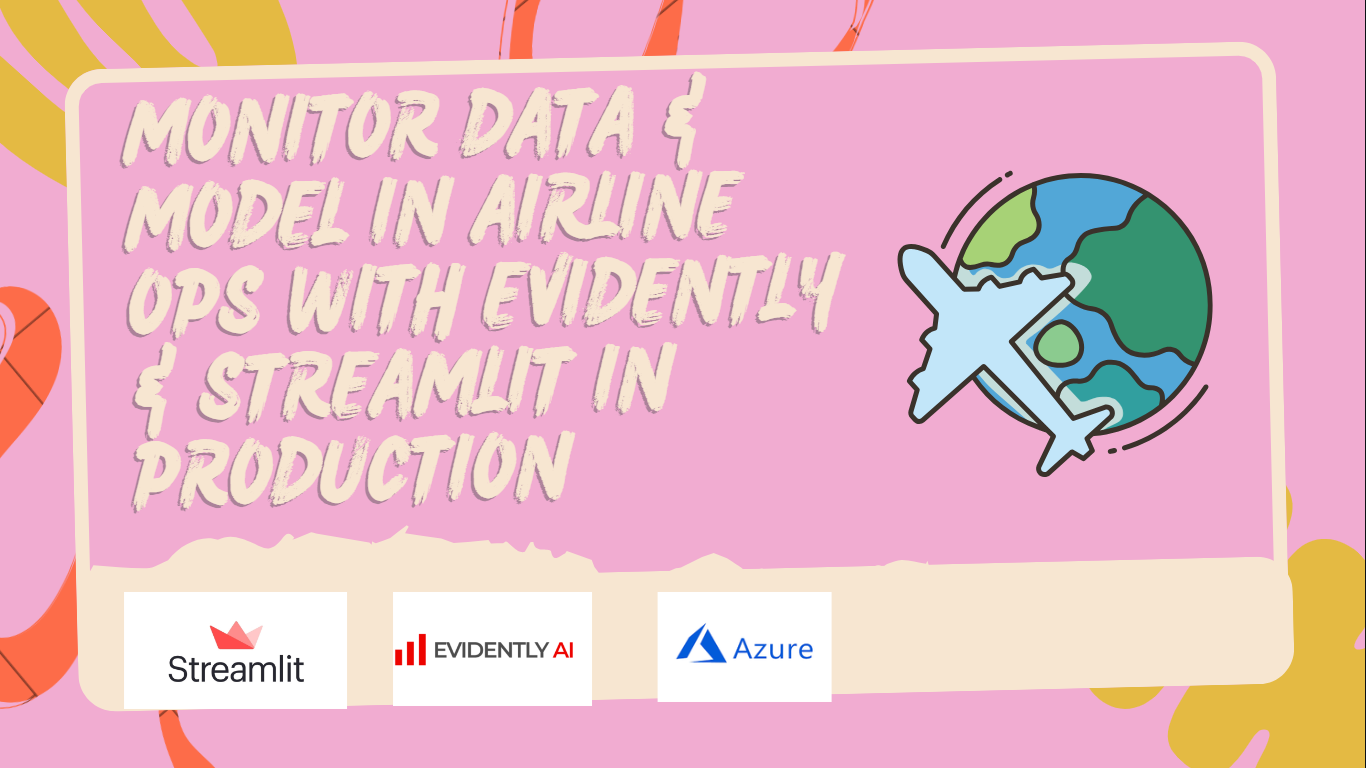 MONITOR DATA &
MODEL IN AIRLINE
OPS WITH EVIDENTLY
& STREAMLIT IN
PRODUCTION
Streamlit
EVIDENTLY AI
Azure